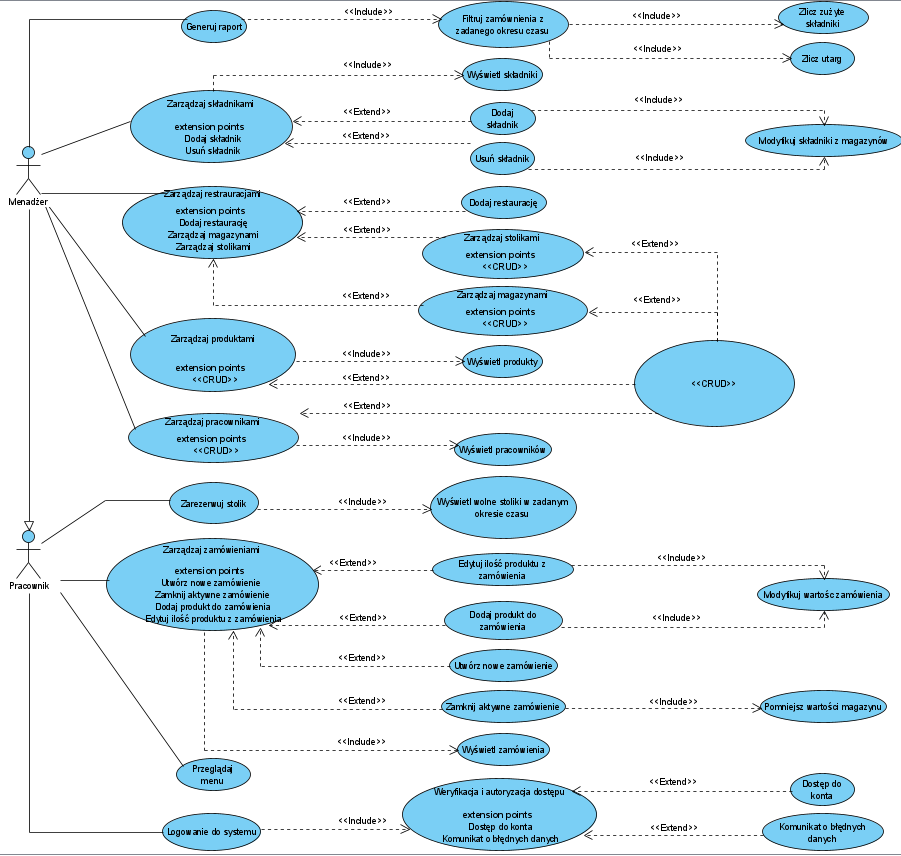 Generuj raport
<<Include>>
Filtruj zamównienia z
zadanego okresu czasu
<<Include>>
Zlicz zużyte
składniki
<<Include>>
Zlicz utarg
<<Include>>
Wyświetl składniki
Zarządzaj składnikami
extension points
Dodaj składnik
Usuń składnik
<<Extend>>
Dodaj
składnik
<<Include>>
<<Extend>>
Usuń składnik
<<Include>>
Modyfikuj składniki z magazynów
Menadżer
Zarządzaj restrauracjami
extension points
Dodaj restaurację
Zarządzaj magazynami
Zarządzaj stolikami
<<Extend>>
Dodaj restaurację
<<Extend>>
Zarządzaj stolikami
extension points
<<CRUD>>
<<Extend>>
<<Extend>>
Zarządzaj magazynami
extension points
<<CRUD>>
<<Extend>>
Zarządzaj produktami
extension points
<<CRUD>>
<<Include>>
Wyświetl produkty
<<Extend>>
<<CRUD>>
<<Extend>>
Zarządzaj pracownikami
extension points
<<CRUD>>
<<Include>>
Wyświetl pracowników
Zarezerwuj stolik
<<Include>>
Wyświetl wolne stoliki w zadanym
okresie czasu
Pracownik
Zarządzaj zamówieniami
extension points
Utwórz nowe zamówienie
Zamknij aktywne zamówienie
Dodaj produkt do zamówienia
Edytuj ilość produktu z zamówienia
<<Extend>>
Edytuj ilość produktu z
zamówienia
<<Include>>
Modyfikuj wartość zamówienia
<<Extend>>
Dodaj produkt do
zamówienia
<<Include>>
<<Extend>>
Utwórz nowe zamówienie
<<Extend>>
Zamknij aktywne zamówienie
<<Include>>
Pomniejsz wartości magazynu
<<Include>>
Wyświetl zamówienia
Przeglądaj
menu
Logowanie do systemu
<<Include>>
Weryfikacja i autoryzacja dostępu
extension points
Dostęp do konta
Komunikat o błędnych danych
<<Extend>>
Dostęp do
konta
<<Extend>>
Komunikat o błędnych
danych